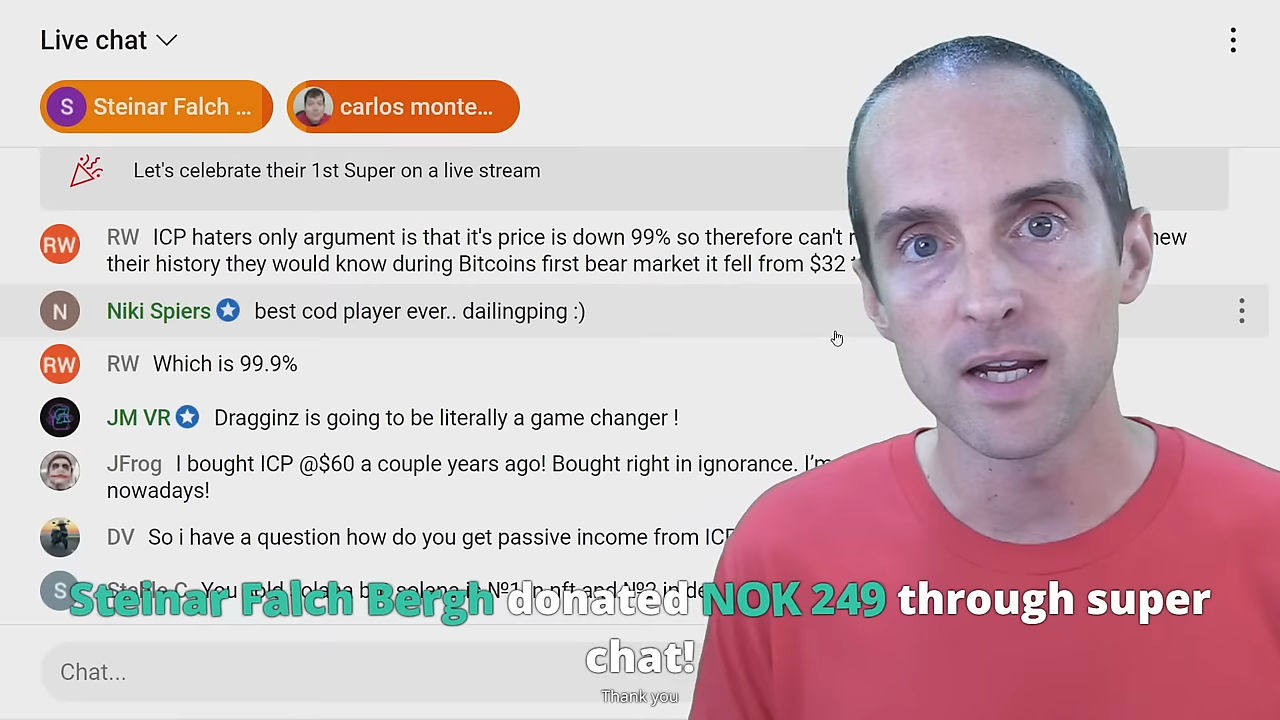 Live chat
S Steinar Falch ... carlos monte...
Let's celebrate their 1st Super on a live stream
RW RW ICP haters only argument is that it's price is down 99% so therefore can't
their history they would know during Bitcoins first bear market it fell from $32
N Niki Spiers best cod player ever.. dailingping :)
RW RW Which is 99.9%
JM VR Dragginz is going to be literally a game changer !
JFrog I bought ICP @$60 a couple years ago! Bought right in ignorance. I'm
nowadays!
DV So i have a question how do you get passive income from ICP
S Stable C You
Steinar Falch Bergh donated NOK 249 through super
chat!
Chat...
Thank you